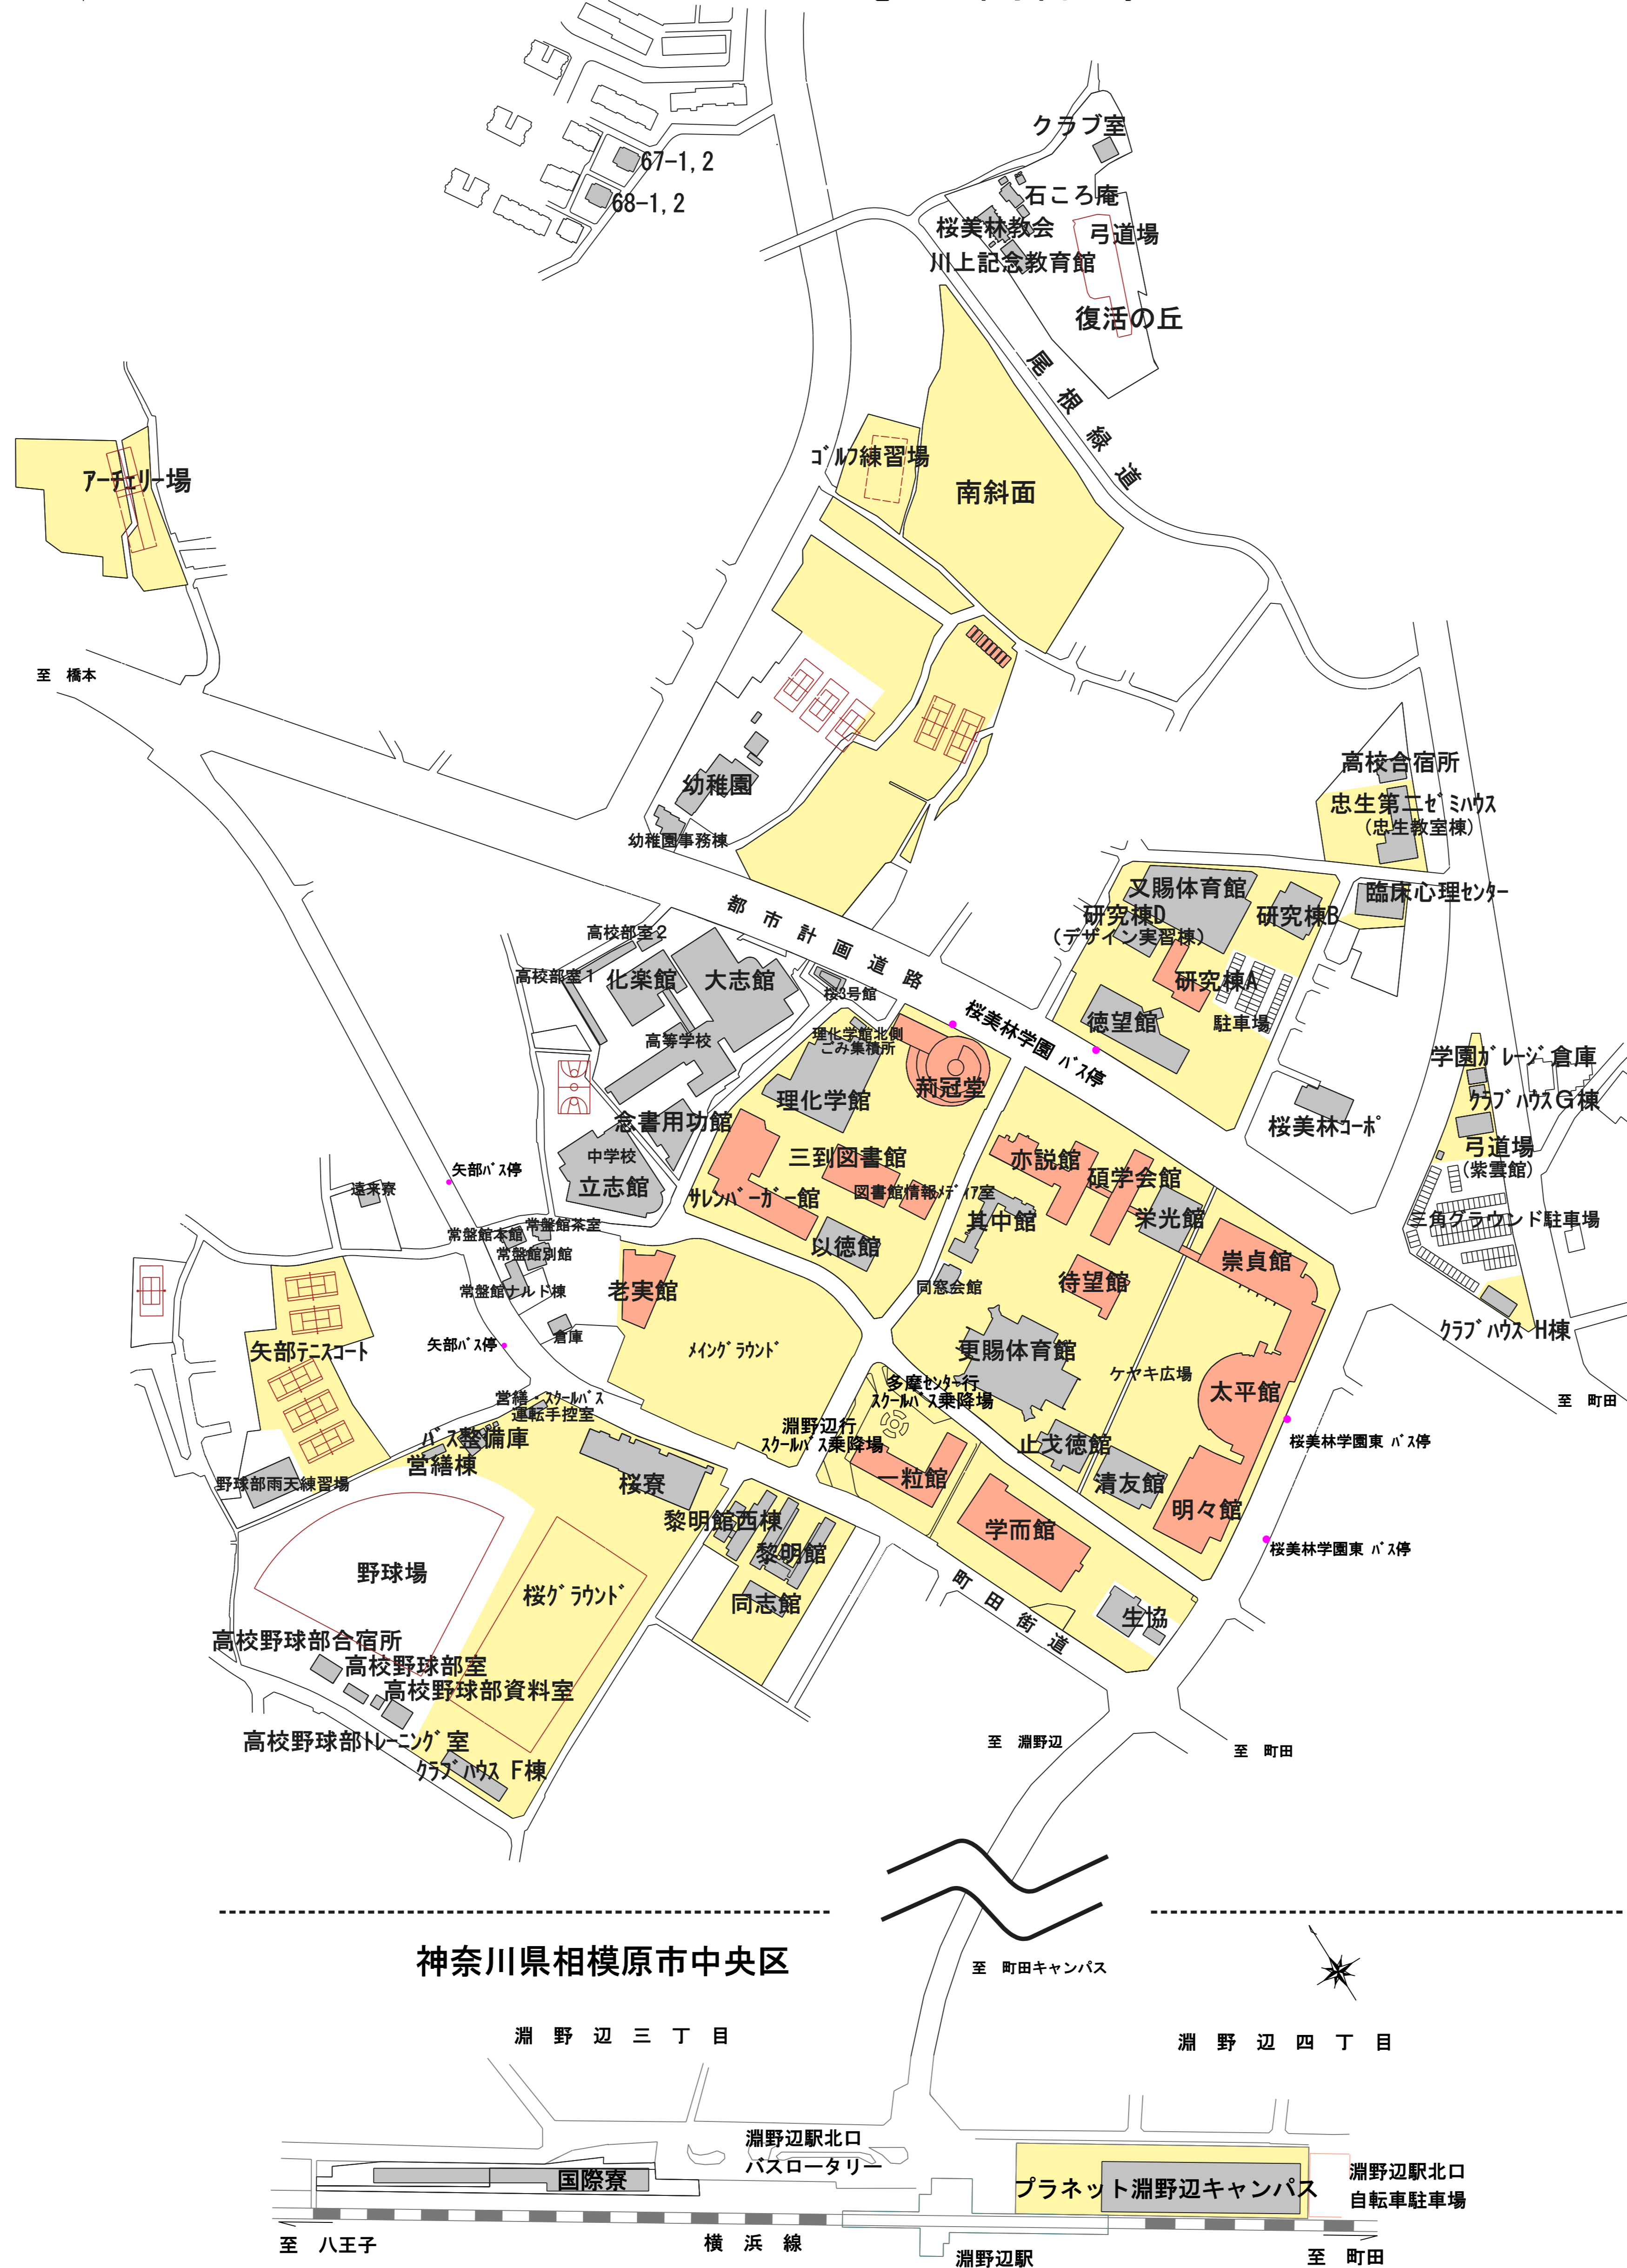 クラブ室
67-1,2
68-1,2
石ころ庵
桜美林教会
弓道場
川上記念教育館
復活の丘
尾根緑道
ｺﾞﾙﾌ練習場
ｱｰﾁｪﾘｰ場
南斜面
至 橋本
高校合宿所
幼稚園
忠生第二ｾﾞﾐﾊｳｽ
(忠生教室棟)
幼稚園事務棟
又賜体育館
臨床心理ｾﾝﾀｰ
都市計画道路
研究棟D
(デザイン実習棟)
研究棟B
高校部室２
高校部室１
化楽館
大志館
研究棟A
桜3号館
桜美林学園 ﾊﾞｽ停
徳望館
駐車場
理化学館北側
ごみ集積所
高等学校
学園ｶﾞﾚｰｼﾞ倉庫
荊冠堂
理化学館
ｸﾗﾌﾞﾊｳｽG棟
念書用功館
桜美林ｺｰﾎﾟ
弓道場
(紫雲館)
中学校
三到図書館
亦説館
矢部ﾊﾞｽ停
碩学会館
立志館
遠来寮
ｻﾚﾝﾊﾞｰｶﾞｰ館
図書館情報ﾒﾃﾞｨｱ室
其中館
栄光館
三角グラウンド駐車場
常盤館茶室
常盤館本館
以徳館
常盤館別館
崇貞館
常盤館ナルド棟
老実館
同窓会館
待望館
倉庫
ｸﾗﾌﾞﾊｳｽ H棟
矢部ﾊﾞｽ停
矢部ﾃﾆｽｺｰﾄ
ﾒｲﾝｸﾞﾗｳﾝﾄﾞ
更賜体育館
ケヤキ広場
太平館
多摩ｾﾝﾀｰ行
ｽｸｰﾙﾊﾞｽ乗降場
至 町田
営繕・ｽｸｰﾙﾊﾞｽ
運転手控室
淵野辺行
ｽｸｰﾙﾊﾞｽ乗降場
ﾊﾞｽ整備庫
止戈徳館
桜美林学園東 ﾊﾞｽ停
営繕棟
野球部雨天練習場
桜寮
一粒館
清友館
明々館
黎明館西棟
学而館
黎明館
桜美林学園東 ﾊﾞｽ停
野球場
桜ｸﾞﾗｳﾝﾄﾞ
同志館
町田街道
生協
高校野球部合宿所
高校野球部室
高校野球部資料室
高校野球部ﾄﾚｰﾆﾝｸﾞ室
ｸﾗﾌﾞﾊｳｽ F棟
至 淵野辺
至 町田
神奈川県相模原市中央区
至 町田キャンパス
淵野辺三丁目
淵野辺四丁目
淵野辺駅北口
バスロータリー
国際寮
プラネット淵野辺キャンパス
淵野辺駅北口
自転車駐車場
至 八王子
横浜線
淵野辺駅
至 町田